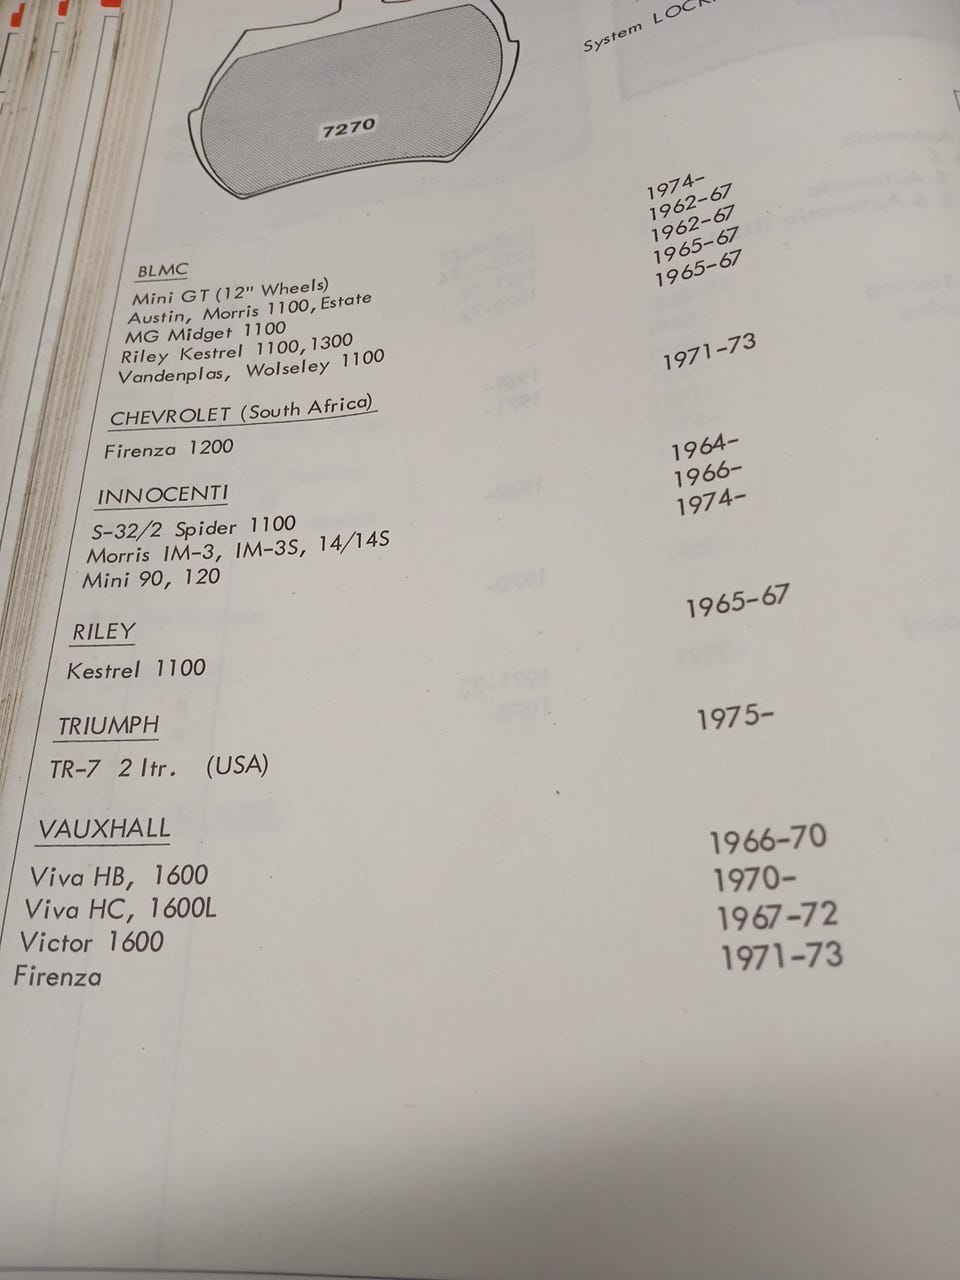 System
7270
BLMC
Mini GT (12" Wheels) 1974-
Austin, Morris 1100, Estate 1962-67
MG Midget 1100 1962-67
Riley Kestrel 1100, 1300 1965-67
Vandenplas, Wolseley 1100 1965-67
CHEVROLET (South Africa)
Firenza 1200 1971-73
INNOCENTI
S-32/2 Spider 1100 1964-
Morris IM-3, IM-3S, 14/14S 1966-
Mini 90, 120 1974-
RILEY
Kestrel 1100 1965-67
TRIUMPH
TR-7 2 ltr. (USA) 1975-
VAUXHALL
Viva HB, 1600 1966-70
Viva HC, 1600L 1970-
Victor 1600 1967-72
Firenza 1971-73